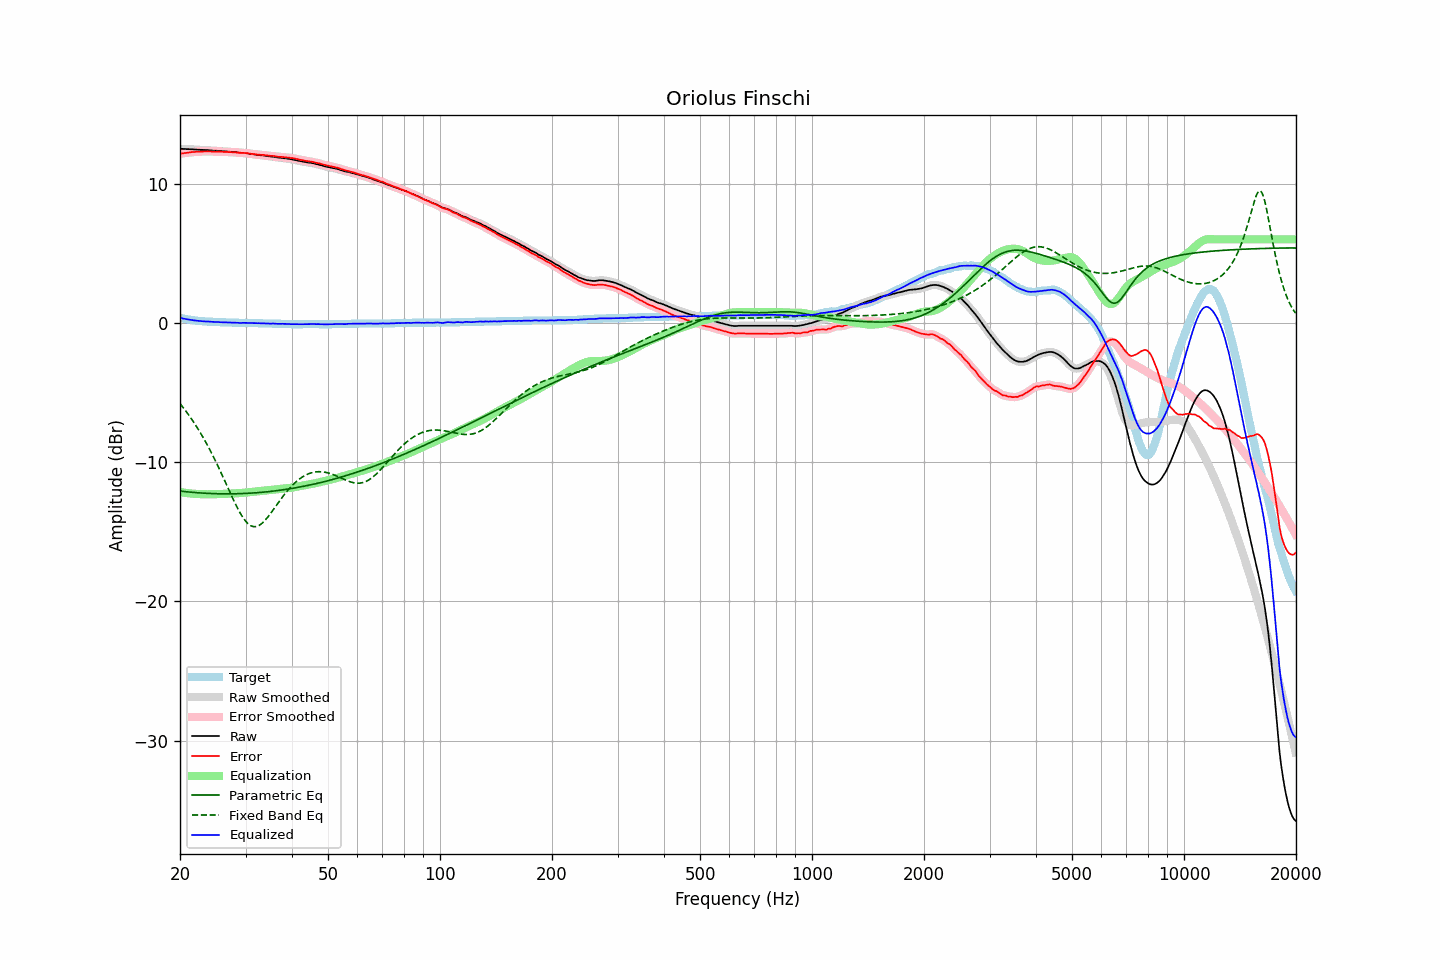 Oriolus Finschi
Amplitude (dBr)
10
0
−10
−20
−30
Target
Raw Smoothed
Error Smoothed
Raw
Error
Equalization
Parametric Eq
Fixed Band Eq
Equalized
20 50 100 200 500 1000 2000 5000 10000 20000
Frequency (Hz)